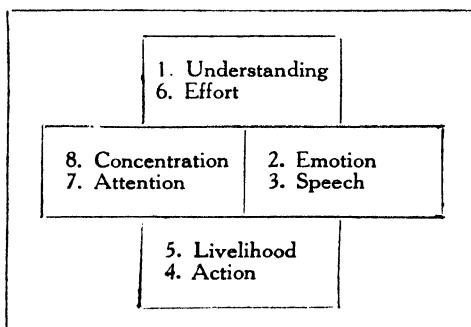 1. Understanding
6. Effort
8. Concentration
7. Attention
2. Emotion
3. Speech
5. Livelihood
4. Action